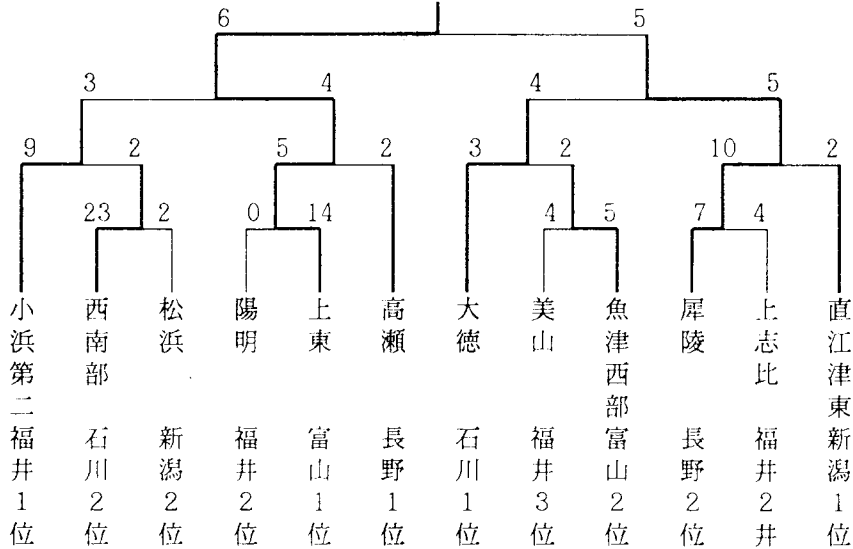 6 5
3 4 4 5
9 2 5 2 3 2 10 2
23 2 0 14 4 5 7 4
小浜第二 福井1位
西南部 石川2位
松浜 新潟2位
陽明 福井2位
上東 富山1位
高瀬 長野1位
大徳 石川1位
美山 福井3位
魚津西部 富山2位
犀陵 長野2位
上志比 福井2井
直江津東 新潟1位